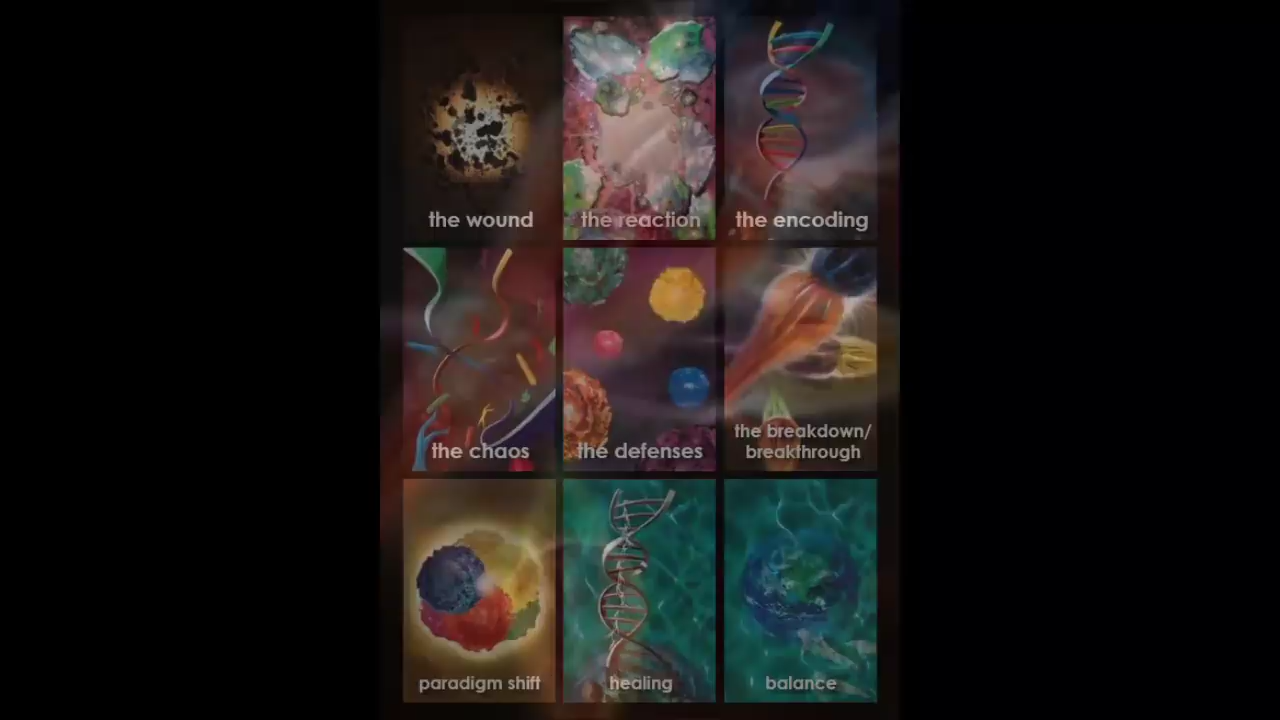 the wound
the reaction
the encoding
the chaos
the defenses
the breakdown/
breakthrough
paradigm shift
healing
balance